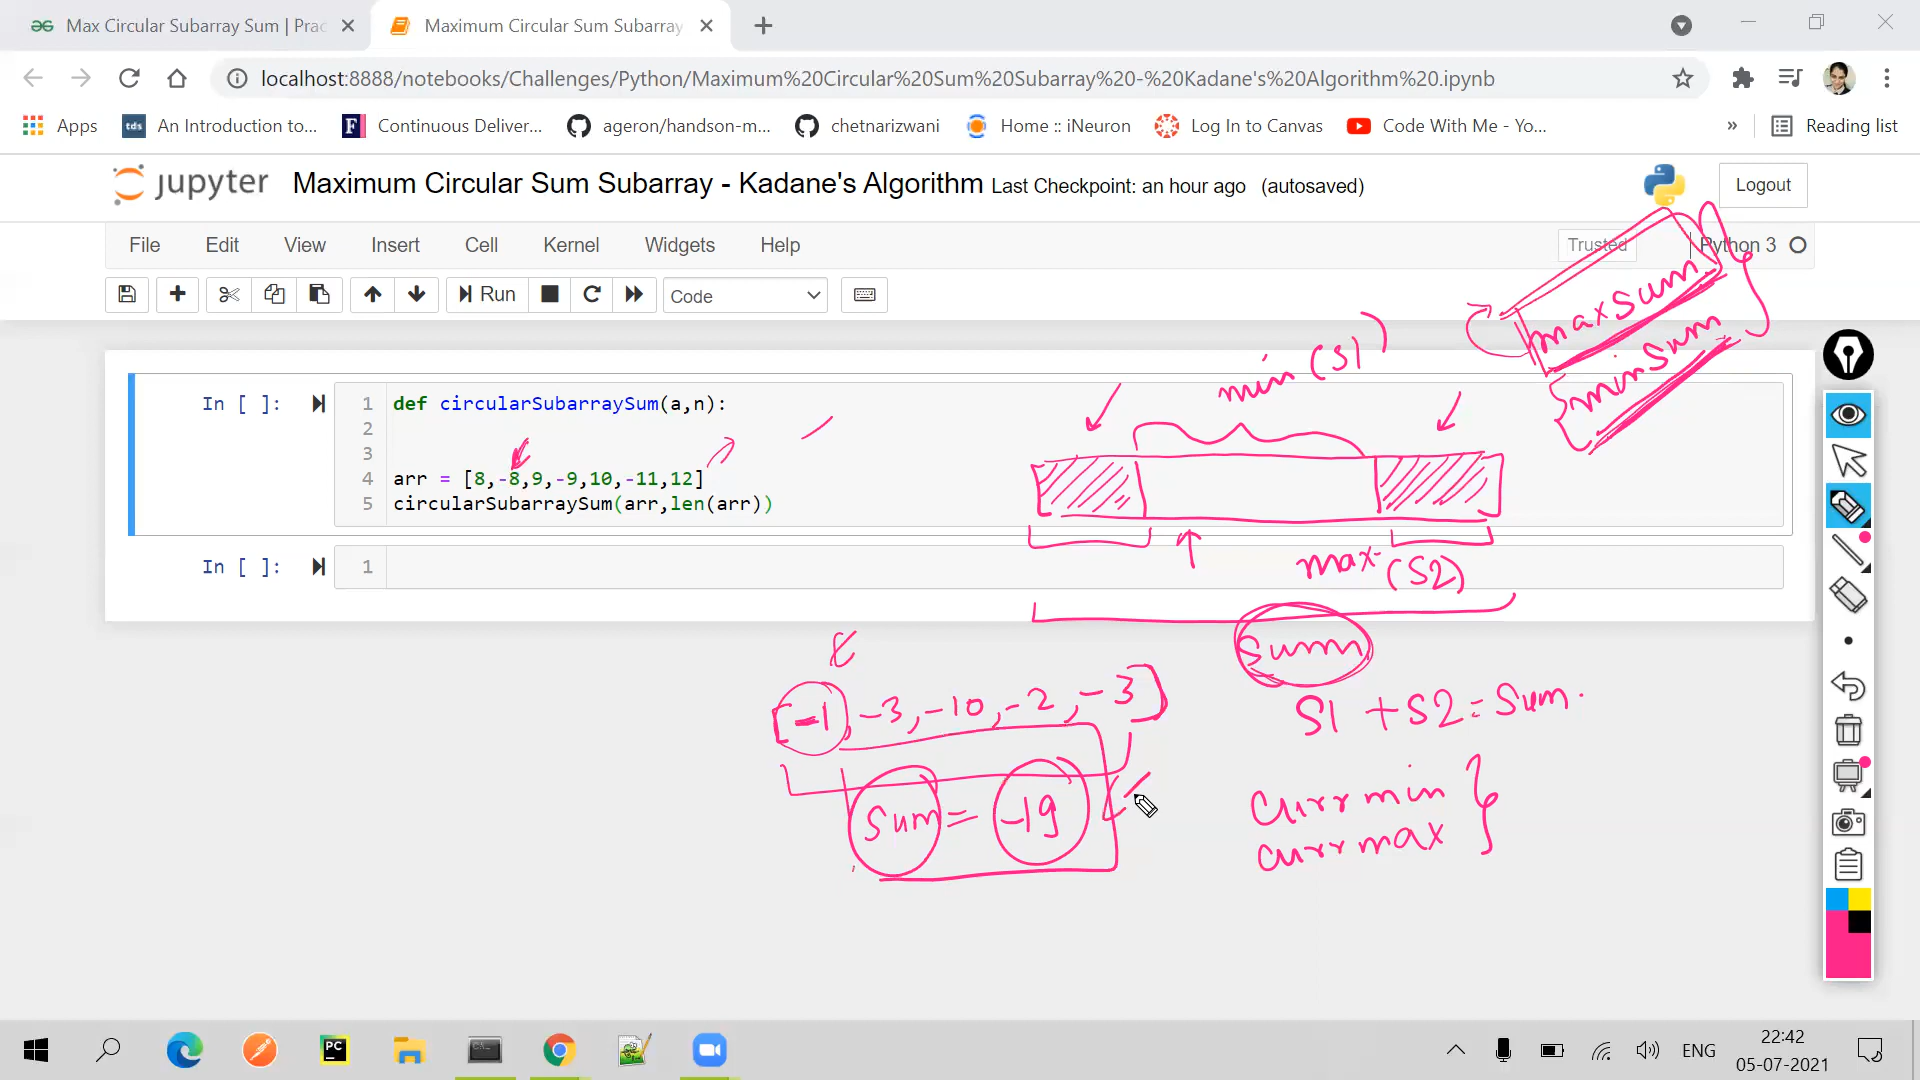 Max Circular Subarray Sum | Prac
Maximum Circular Sum Subarray
localhost:8888/notebooks/Challenges/Python/Maximum%20Circular%20Sum%20Subarray%20-%20Kadane's%20Algorithm%20.ipynb
Apps
tds An Introduction to...
F Continuous Deliver...
ageron/handson-m...
chetnarizwani
Home :: iNeuron
Log In to Canvas
Code With Me - Yo...
»
Reading list
jupyter Maximum Circular Sum Subarray - Kadane's Algorithm Last Checkpoint: an hour ago (autosaved)
Logout
File Edit View Insert Cell Kernel Widgets Help
Trusted
Python 3
Run
Code
maxSum
minSum
min (S1)
In [ ]:
1 def circularSubarraySum(a,n):
2
3
4 arr = [8,-8,9,-9,10,-11,12]
5 circularSubarraySum(arr,len(arr))
In [ ]:
1
max (S2)
Sum
[-1, -3, -10, -2, -3]
S1 + S2 = Sum.
Sum = -19
Curr min
curr max
PC
ENG
22:42
05-07-2021